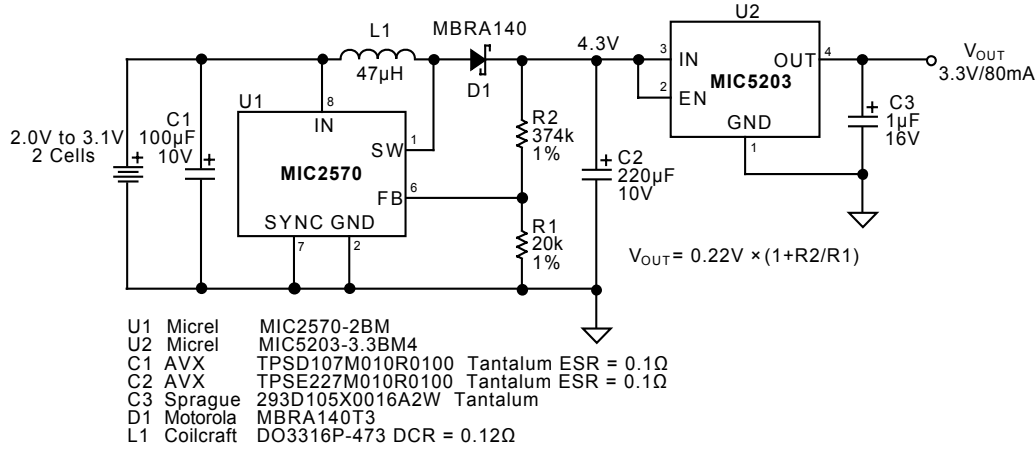 U2
L1
MBRA140
4.3V
47µH
D1
3
IN
2
EN
MIC5203
OUT
4
GND
1
VOUT
3.3V/80mA
C3
1µF
16V
2.0V to 3.1V
2 Cells
C1
100µF
10V
U1
8
IN
SW
1
MIC2570
FB
6
SYNC GND
7
2
R2
374k
1%
C2
220µF
10V
R1
20k
1%
VOUT = 0.22V × (1+R2/R1)
U1 Micrel MIC2570-2BM
U2 Micrel MIC5203-3.3BM4
C1 AVX TPSD107M010R0100 Tantalum ESR = 0.1Ω
C2 AVX TPSE227M010R0100 Tantalum ESR = 0.1Ω
C3 Sprague 293D105X0016A2W Tantalum
D1 Motorola MBRA140T3
L1 Coilcraft DO3316P-473 DCR = 0.12Ω